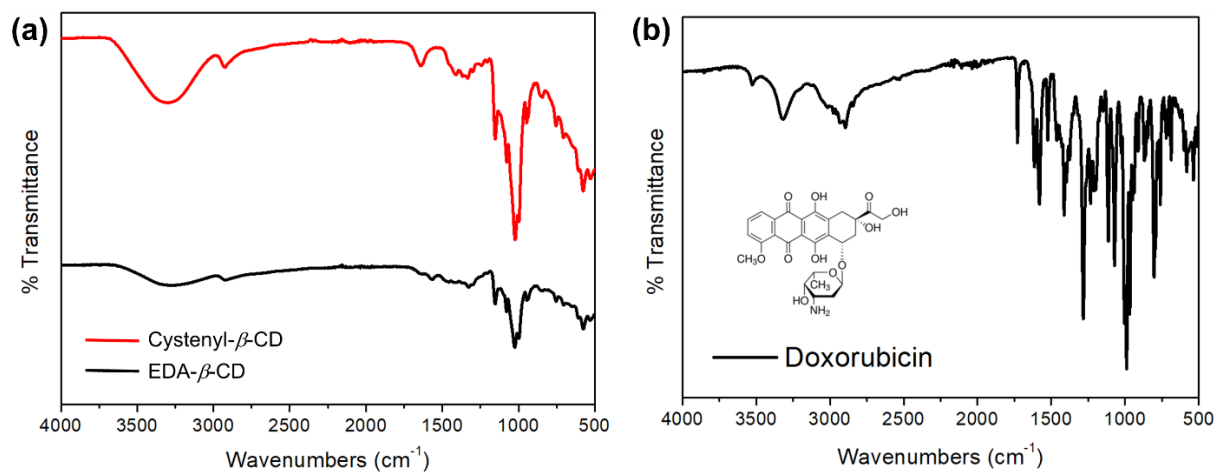 (a)
% Transmittance
Cystenyl-β-CD
EDA-β-CD
4000 3500 3000 2500 2000 1500 1000 500
Wavenumbers (cm⁻¹)
(b)
% Transmittance
O OH O
OH
OH
OCH₃ O OH
O
O
CH₃
HO
NH₂
Doxorubicin
4000 3500 3000 2500 2000 1500 1000 500
Wavenumbers (cm⁻¹)